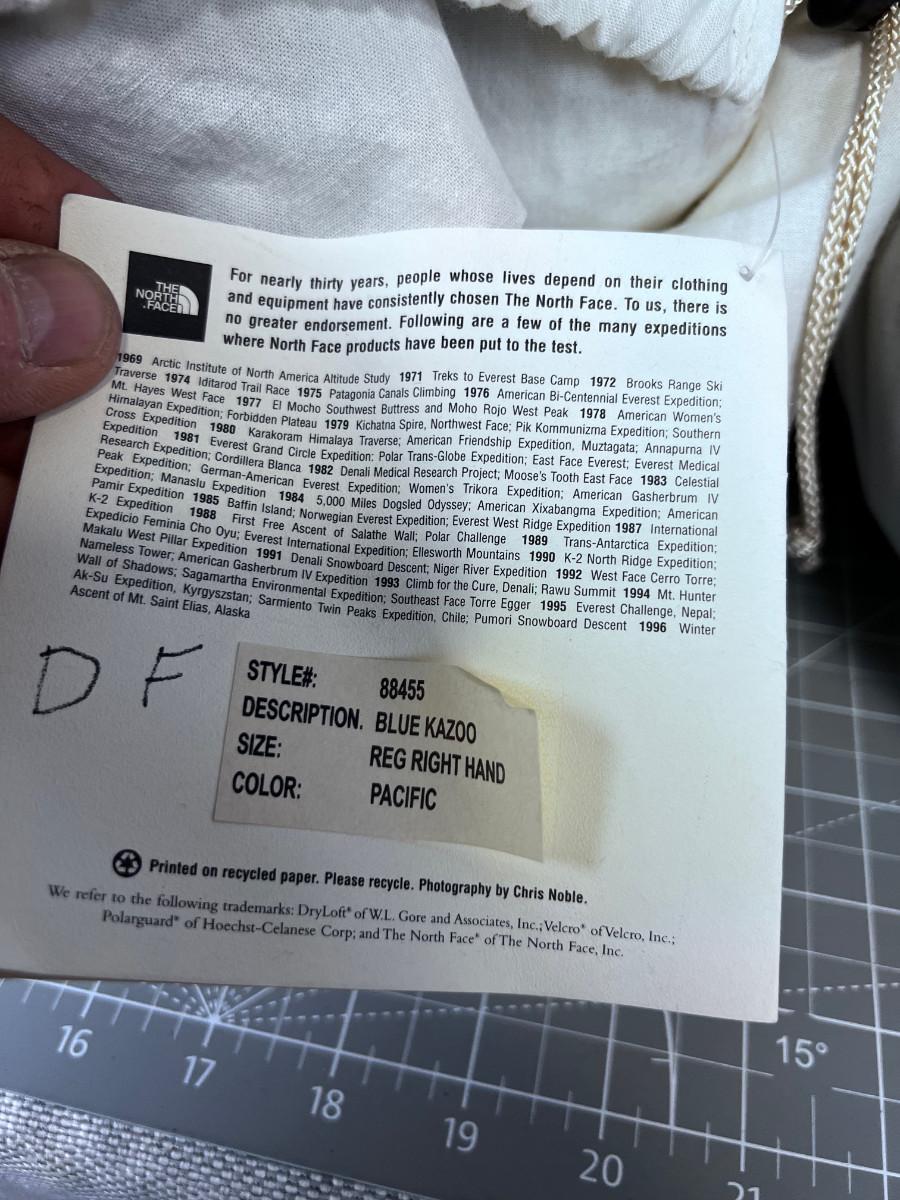 THE
NORTH
FACE
For nearly thirty years, people whose lives depend on their clothing
and equipment have consistently chosen The North Face. To us, there is
no greater endorsement. Following are a few of the many expeditions
where North Face products have been put to the test.
1969 Arctic Institute of North America Altitude Study 1971 Treks to Everest Base Camp 1972 Brooks Range Ski
Traverse 1974 Iditarod Trail Race 1975 Patagonia Canals Climbing 1976 American Bi-Centennial Everest Expedition;
Mt. Hayes West Face 1977 El Mocho Southwest Buttress and Moho Rojo West Peak 1978 American Women's
Himalayan Expedition; Forbidden Plateau 1979 Kichatna Spire, Northwest Face; Pik Kommunizma Expedition; Southern
Cross Expedition 1980 Karakoram Himalaya Traverse; American Friendship Expedition, Muztagata; Annapurna IV
Expedition 1981 Everest Grand Circle Expedition: Polar Trans-Globe Expedition; East Face Everest; Everest Medical
Research Expedition; Cordillera Blanca 1982 Denali Medical Research Project; Moose's Tooth East Face 1983 Celestial
Peak Expedition; German-American Everest Expedition; Women's Trikora Expedition; American Gasherbrum IV
Expedition; Manaslu Expedition 1984 5,000 Miles Dogsled Odyssey; American Xixabangma Expedition; American
Pamir Expedition 1985 Baffin Island; Norwegian Everest Expedition; Everest West Ridge Expedition 1987 International
K-2 Expedition 1988 First Free Ascent of Salathe Wall; Polar Challenge 1989 Trans-Antarctica Expedition;
Expedicio Feminia Cho Oyu; Everest International Expedition; Ellesworth Mountains 1990 K-2 North Ridge Expedition;
Makalu West Pillar Expedition 1991 Denali Snowboard Descent; Niger River Expedition 1992 West Face Cerro Torre;
Nameless Tower; American Gasherbrum IV Expedition 1993 Climb for the Cure, Denali; Rawu Summit 1994 Mt. Hunter
Wall of Shadows; Sagamartha Environmental Expedition; Southeast Face Torre Egger 1995 Everest Challenge, Nepal;
Ak-Su Expedition, Kyrgyszstan; Sarmiento Twin Peaks Expedition, Chile; Pumori Snowboard Descent 1996 Winter
Ascent of Mt. Saint Elias, Alaska
D F
STYLE#: 88455
DESCRIPTION. BLUE KAZOO
SIZE: REG RIGHT HAND
COLOR: PACIFIC
Printed on recycled paper. Please recycle. Photography by Chris Noble.
We refer to the following trademarks: DryLoft® of W.L. Gore and Associates, Inc.; Velcro® of Velcro, Inc.;
Polarguard® of Hoechst-Celanese Corp; and The North Face® of The North Face, Inc.
15°
16 17 18 19 20 21